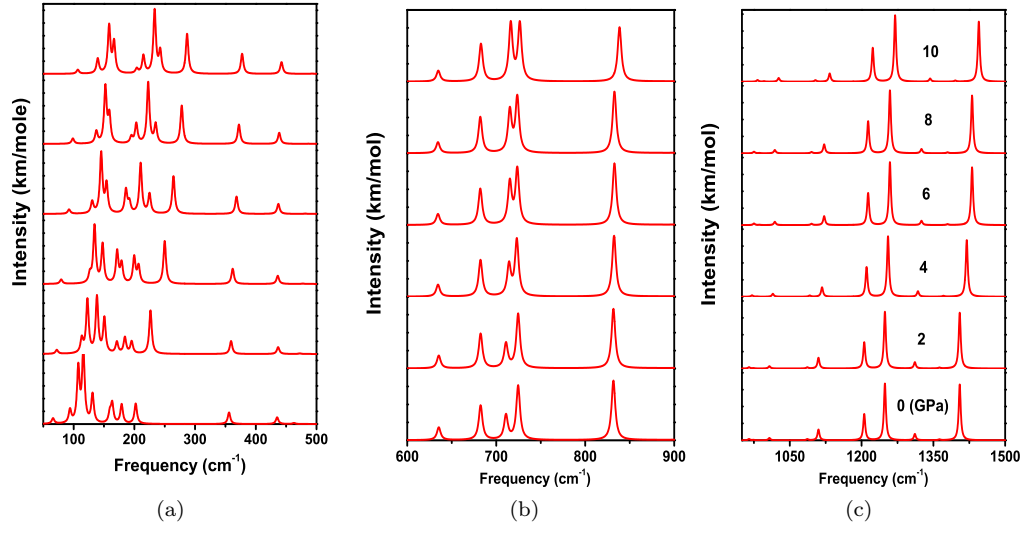 Intensity (km/mole)
100 200 300 400 500
Frequency (cm-1)
(a)
Intensity (km/mol)
600 700 800 900
Frequency (cm-1)
(b)
Intensity (km/mol)
10
8
6
4
2
0 (GPa)
1050 1200 1350 1500
Frequency (cm-1)
(c)